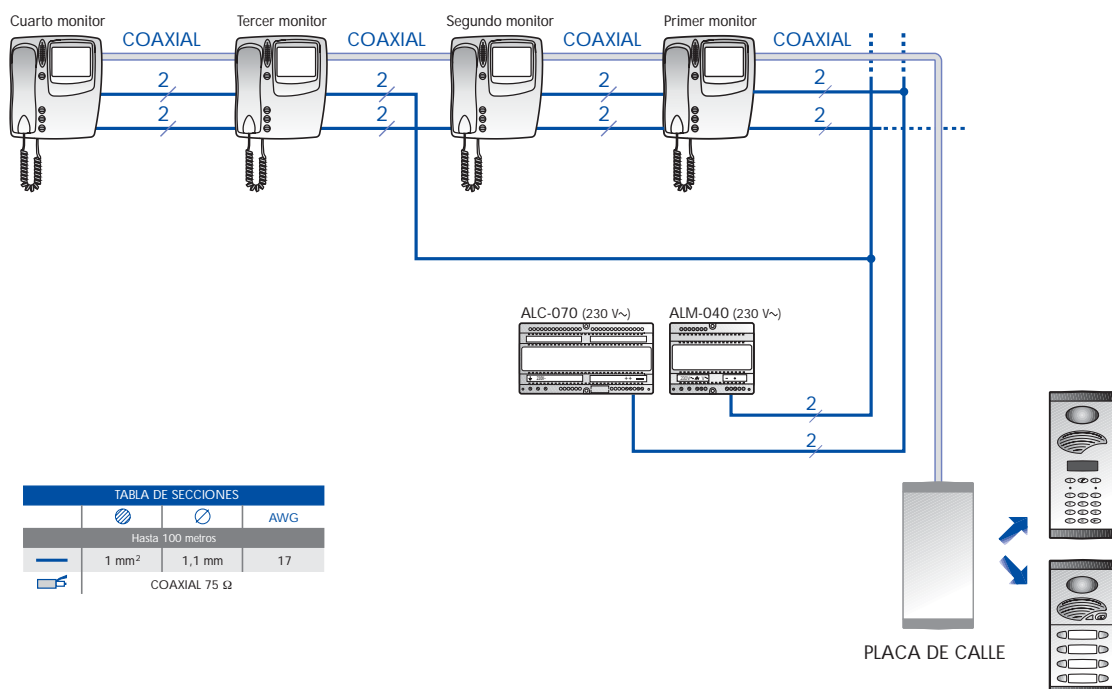 Cuarto monitor
Tercer monitor
Segundo monitor
Primer monitor
COAXIAL
COAXIAL
COAXIAL
COAXIAL
2
2
2
2
2
2
2
2
ALC-070 (230 V~)
ALM-040 (230 V~)
2
2
TABLA DE SECCIONES
AWG
Hasta 100 metros
1 mm²
1,1 mm
17
COAXIAL 75 Ω
PLACA DE CALLE